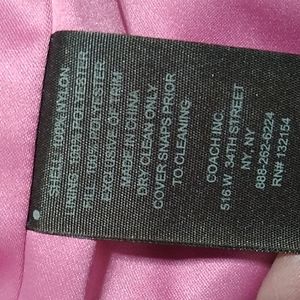 SHELL: 100% NYLON
LINING: 100% POLYESTER
FILL: 100% POLYESTER
EXCLUSIVE OF TRIM
MADE IN CHINA
DRY CLEAN ONLY
COVER SNAPS PRIOR
TO CLEANING
COACH INC.
516 W. 34TH STREET
NY, NY
888-262-6224
RN# 132154